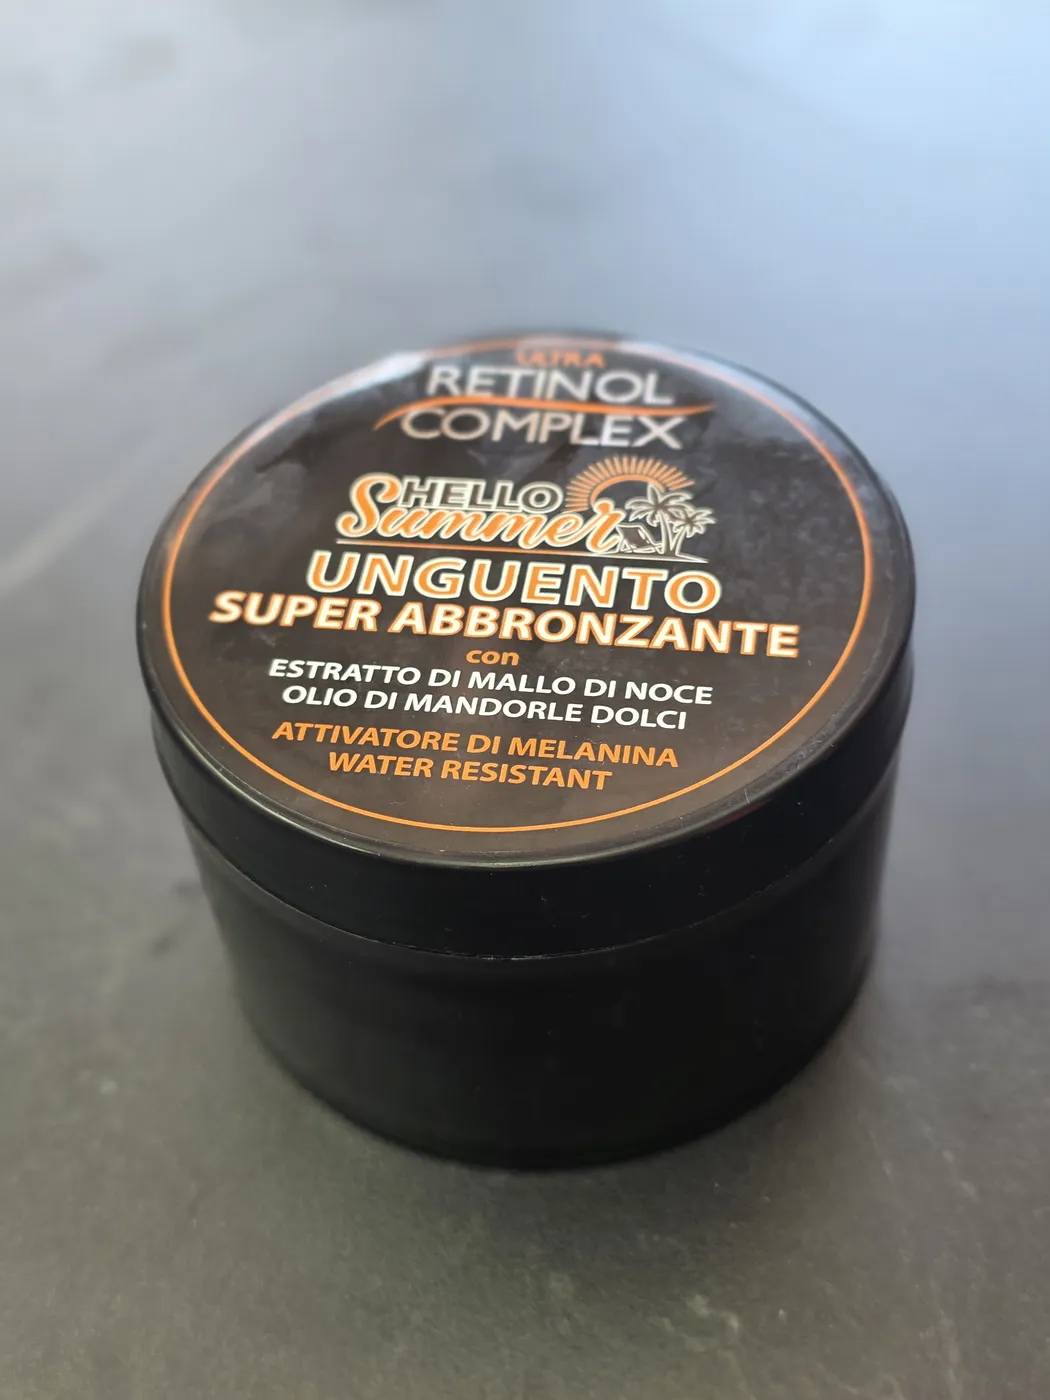 ULTRA
RETINOL
COMPLEX
HELLO
Summer
UNGUENTO
SUPER ABBRONZANTE
con
ESTRATTO DI MALLO DI NOCE
OLIO DI MANDORLE DOLCI
ATTIVATORE DI MELANINA
WATER RESISTANT